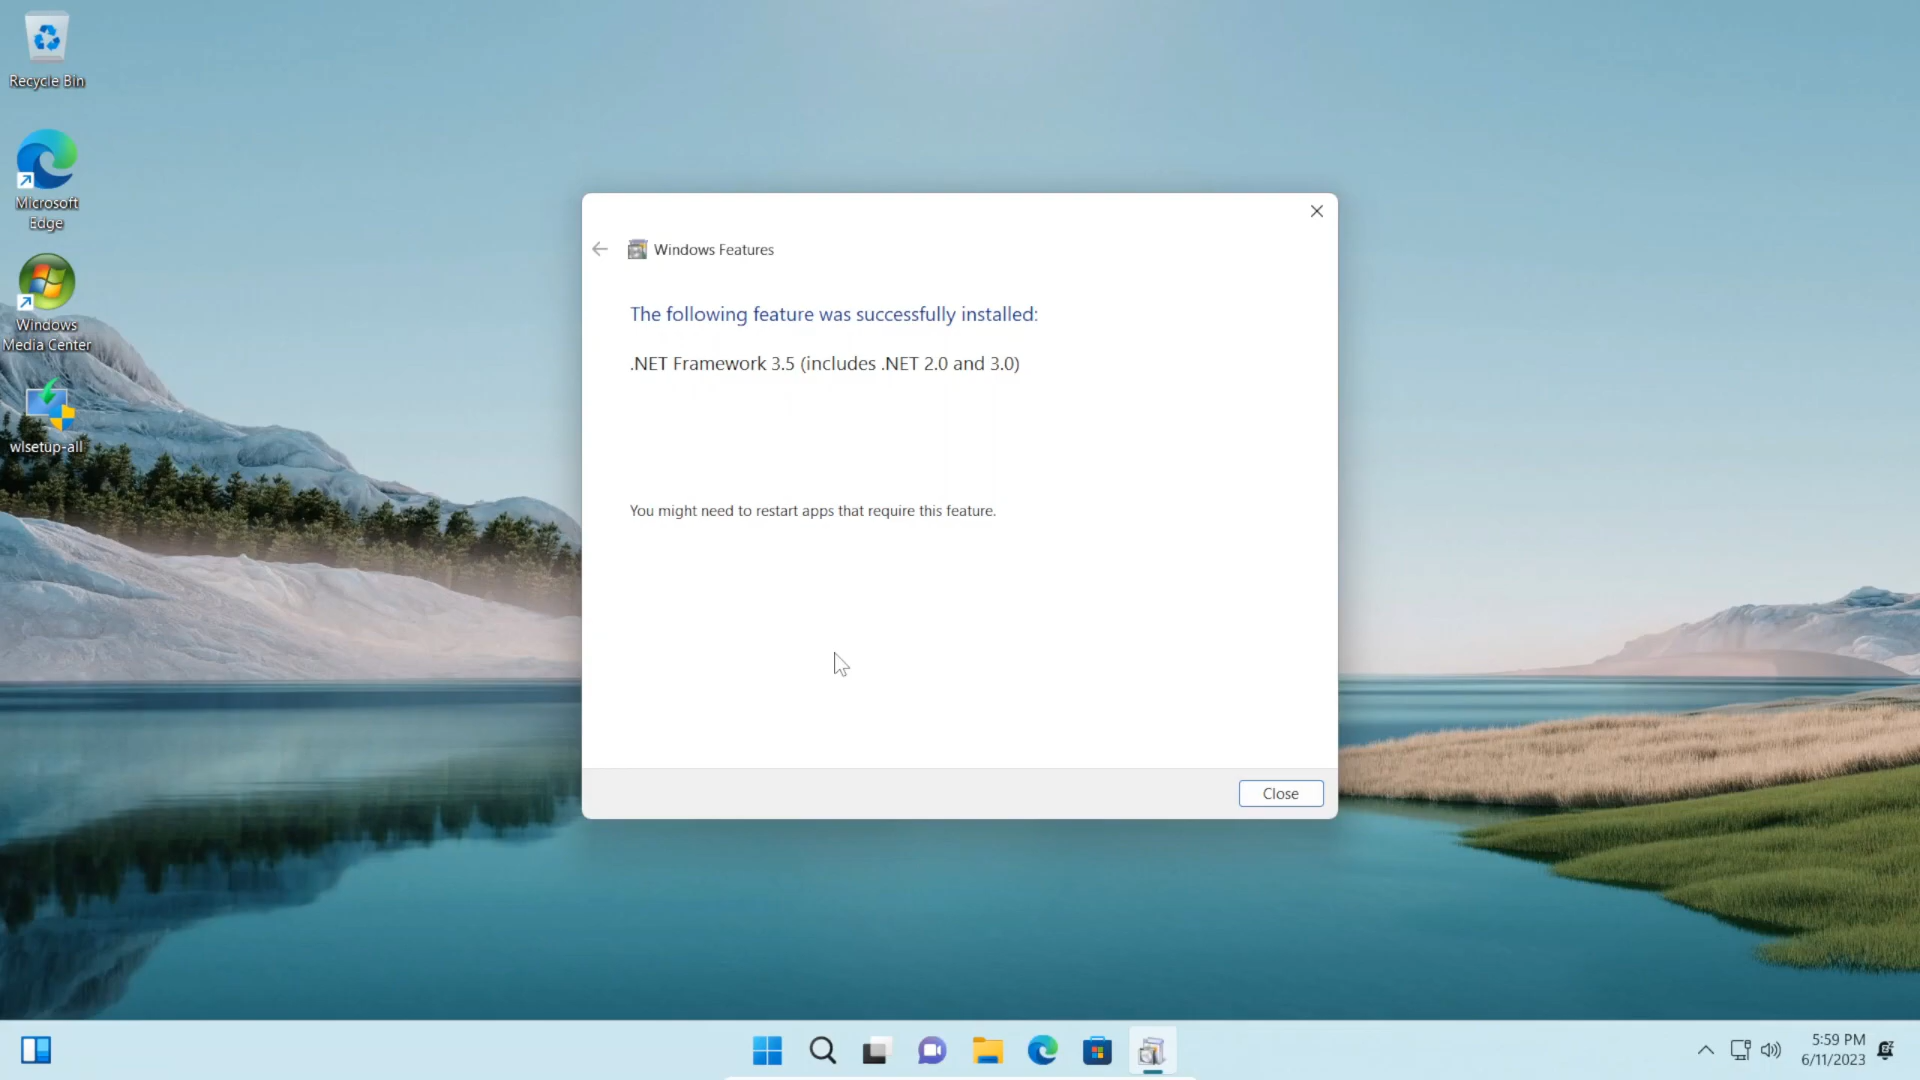 Recycle Bin
Microsoft
Edge
Windows
Media Center
wlsetup-all
Windows Features
The following feature was successfully installed:
.NET Framework 3.5 (includes .NET 2.0 and 3.0)
You might need to restart apps that require this feature.
Close
5:59 PM
6/11/2023